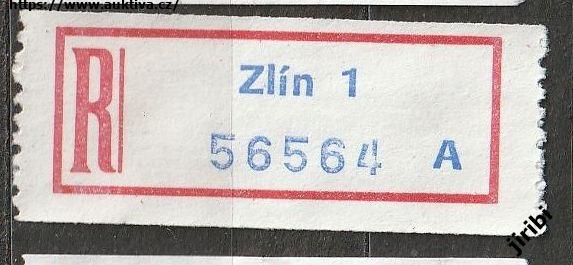 https://www.auktiva.cz/
R
Zlín 1
56564 A
jiribi